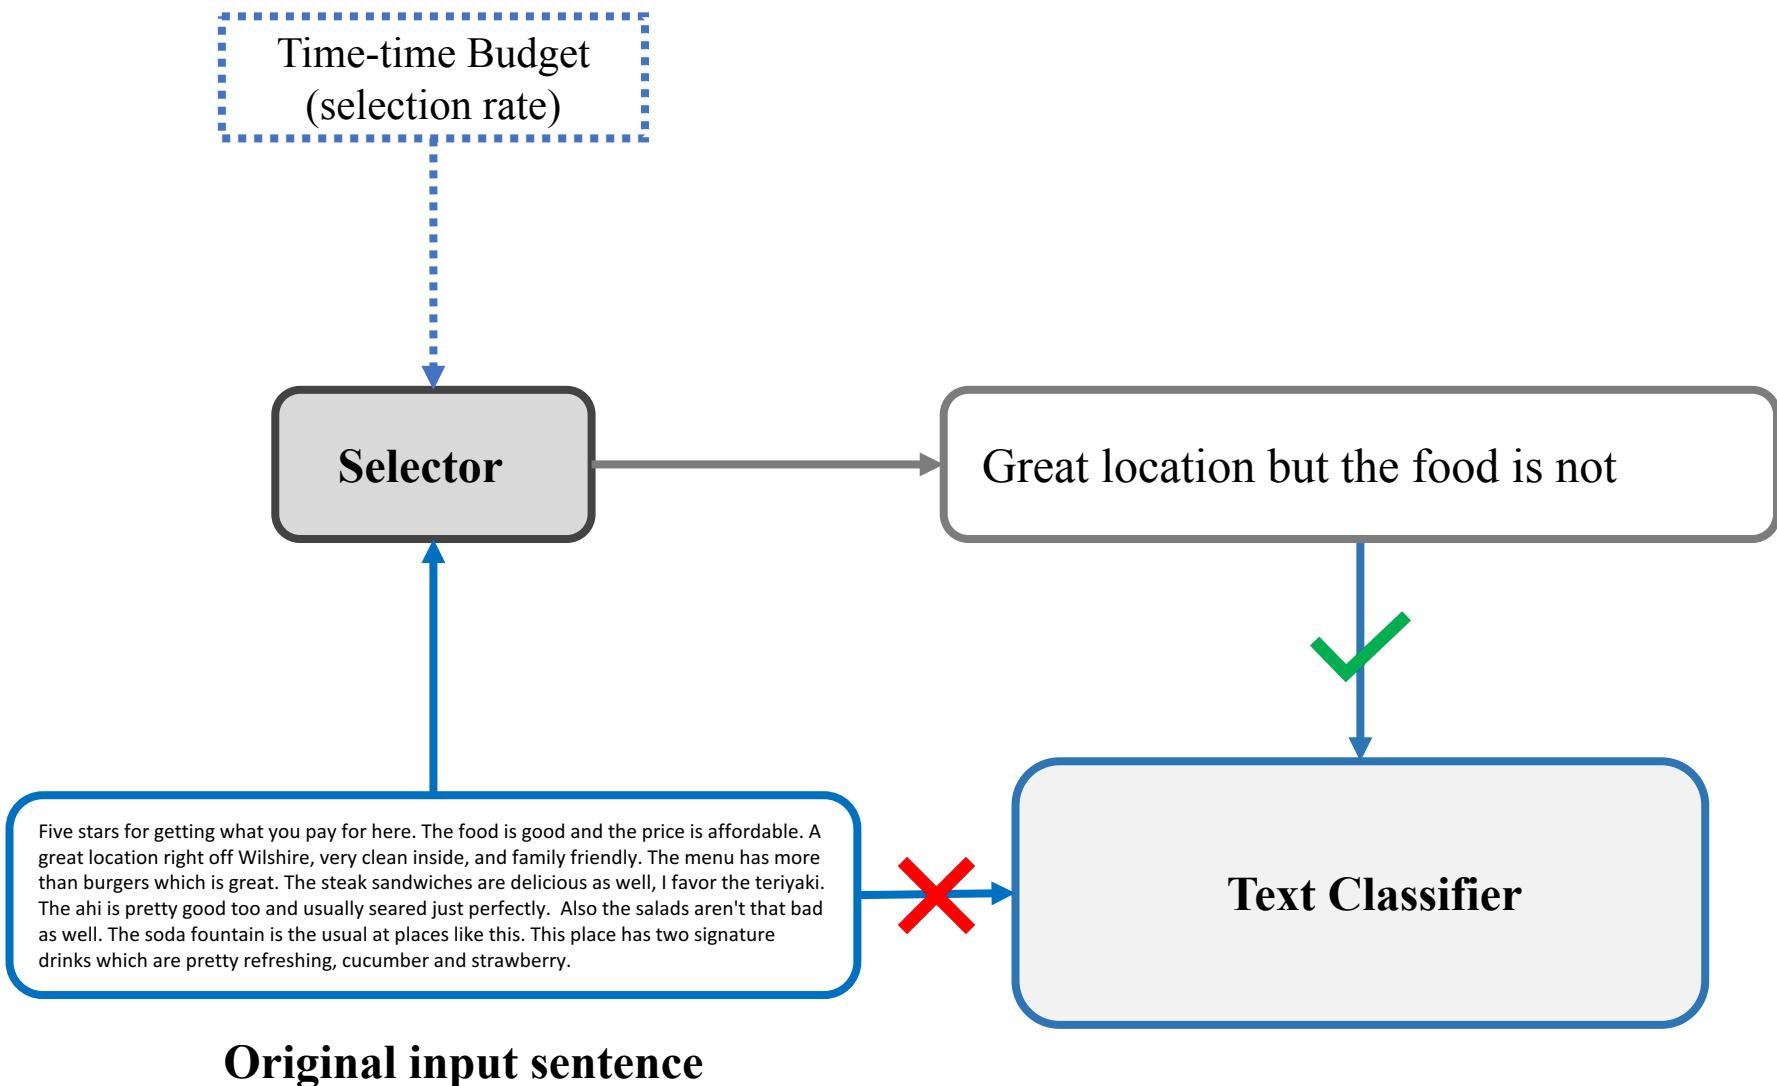 Time-time Budget
(selection rate)
Selector
Great location but the food is not
Five stars for getting what you pay for here. The food is good and the price is affordable. A
great location right off Wilshire, very clean inside, and family friendly. The menu has more
than burgers which is great. The steak sandwiches are delicious as well, I favor the teriyaki.
The ahi is pretty good too and usually seared just perfectly.  Also the salads aren't that bad
as well. The soda fountain is the usual at places like this. This place has two signature
drinks which are pretty refreshing, cucumber and strawberry.
Text Classifier
Original input sentence